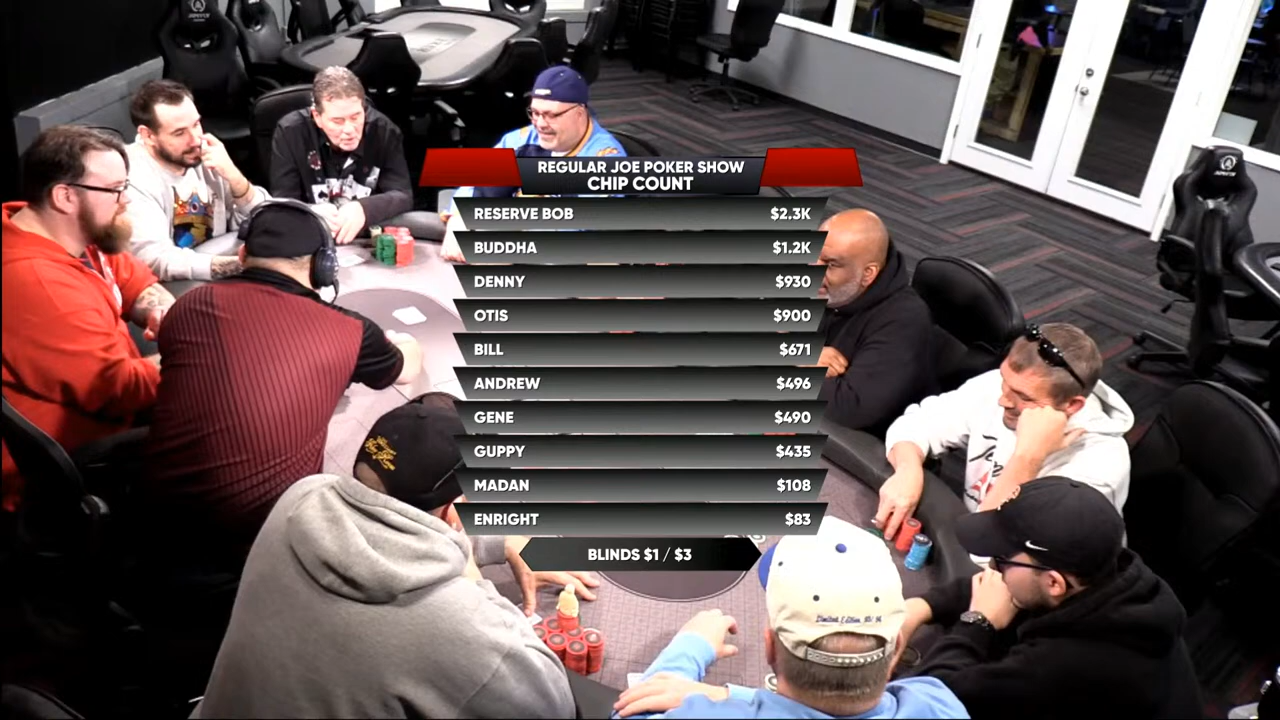 REGULAR JOE POKER SHOW
CHIP COUNT
RESERVE BOB $2.3K
BUDDHA $1.2K
DENNY $930
OTIS $900
BILL $671
ANDREW $496
GENE $490
GUPPY $435
MADAN $108
ENRIGHT $83
BLINDS $1 / $3